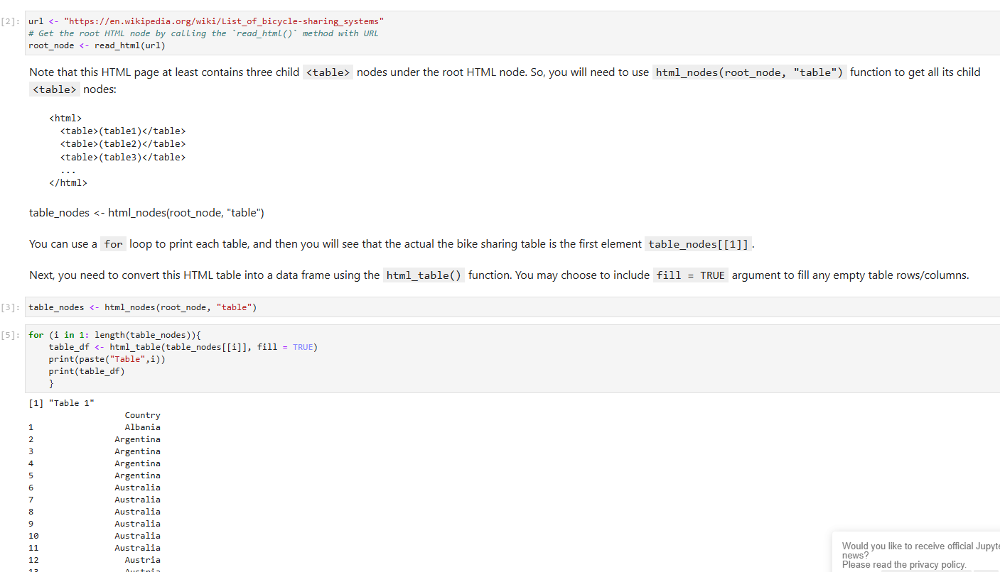 [2]: url <- "https://en.wikipedia.org/wiki/List_of_bicycle-sharing_systems"
# Get the root HTML node by calling the `read_html()` method with URL
root_node <- read_html(url)
Note that this HTML page at least contains three child <table> nodes under the root HTML node. So, you will need to use html_nodes(root_node, "table") function to get all its child
<table> nodes:
<html>
<table>(table1)</table>
<table>(table2)</table>
<table>(table3)</table>
...
</html>
table_nodes <- html_nodes(root_node, "table")
You can use a for loop to print each table, and then you will see that the actual the bike sharing table is the first element table_nodes[[1]].
Next, you need to convert this HTML table into a data frame using the html_table() function. You may choose to include fill = TRUE argument to fill any empty table rows/columns.
[3]: table_nodes <- html_nodes(root_node, "table")
[5]: for (i in 1: length(table_nodes)){
table_df <- html_table(table_nodes[[i]], fill = TRUE)
print(paste("Table",i))
print(table_df)
}
[1] "Table 1"
Country
1 Albania
2 Argentina
3 Argentina
4 Argentina
5 Argentina
6 Australia
7 Australia
8 Australia
9 Australia
10 Australia
11 Australia
12 Austria
13 Austria
Would you like to receive official Jupyte
news?
Please read the privacy policy.